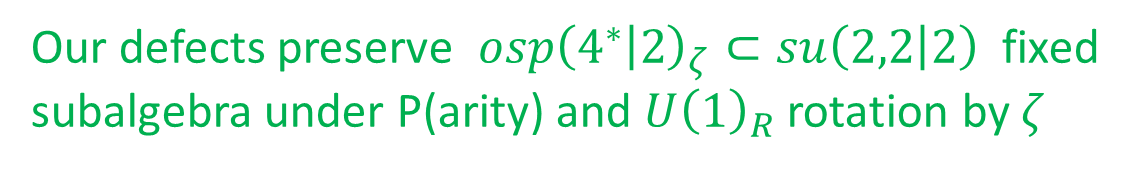 Our defects preserve osp(4*|2)_ζ ⊂ su(2,2|2) fixed
subalgebra under P(arity) and U(1)_R rotation by ζ